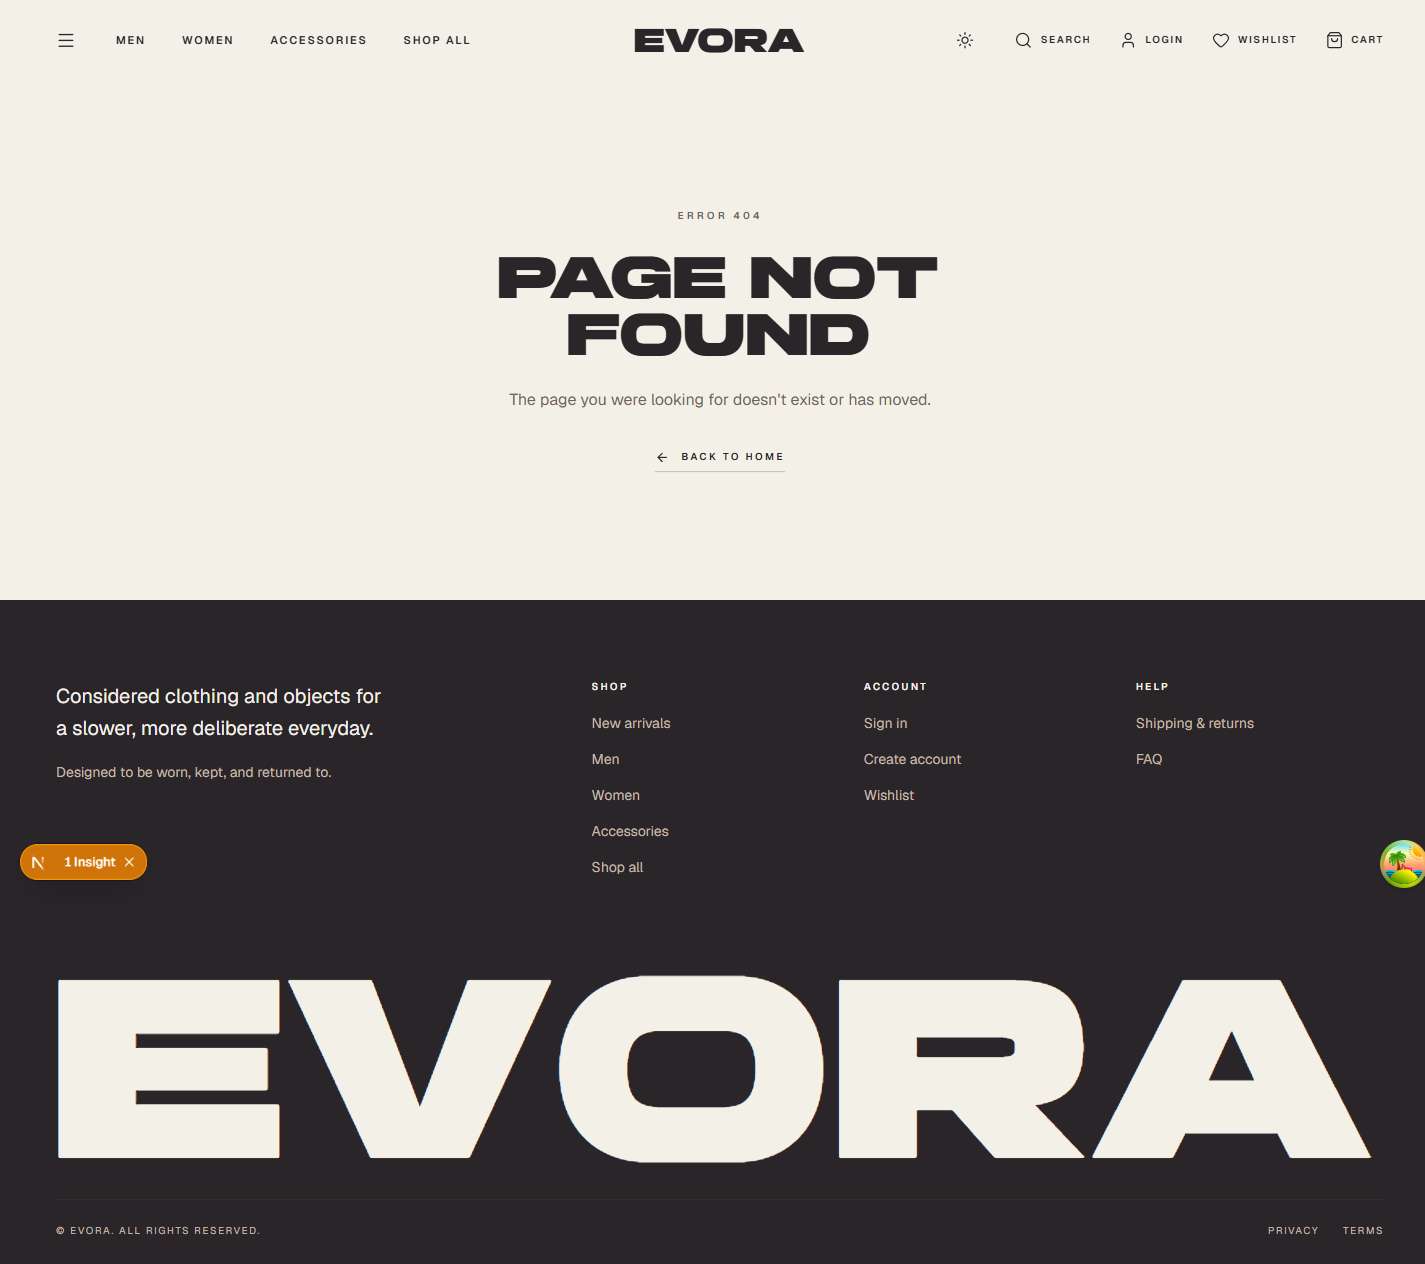 MEN WOMEN ACCESSORIES SHOP ALL EVORA SEARCH LOGIN WISHLIST CART
ERROR 404
PAGE NOT
FOUND
The page you were looking for doesn't exist or has moved.
BACK TO HOME
Considered clothing and objects for
a slower, more deliberate everyday.
Designed to be worn, kept, and returned to.
SHOP
New arrivals
Men
Women
Accessories
Shop all
ACCOUNT
Sign in
Create account
Wishlist
HELP
Shipping & returns
FAQ
N 1 Insight
EVORA
© EVORA. ALL RIGHTS RESERVED.
PRIVACY TERMS